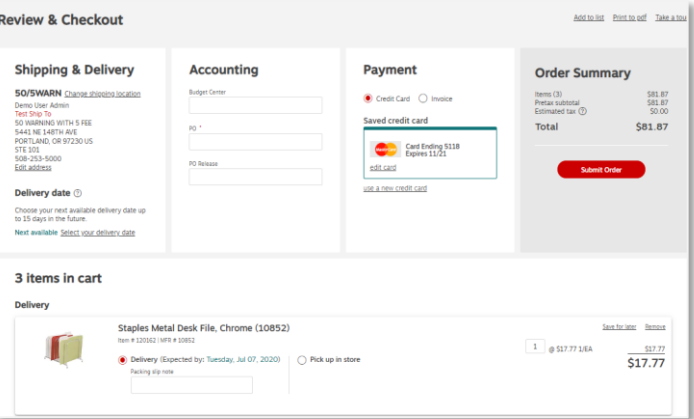 Review & Checkout
Add to list Print to pdf Take a tou
Shipping & Delivery
50/5WARN Change shipping location
Demo User Admin
Test Ship To
50 WARNING WITH 5 FEE
5441 NE 148TH AVE
PORTLAND, OR 97230 US
STE 101
508-253-5000
Edit address
Delivery date ?
Choose your next available delivery date up
to 15 days in the future.
Next available Select your delivery date
Accounting
Budget Center
PO *
PO Release
Payment
Credit Card Invoice
Saved credit card
Card Ending 5118
Expires 11/21
edit card
use a new credit card
Order Summary
Items (3) $81.87
Pretax subtotal $81.87
Estimated tax ? $0.00
Total $81.87
Submit Order
3 items in cart
Delivery
Staples Metal Desk File, Chrome (10852)
Item # 120162 | MFR # 10852
Save for later Remove
Delivery (Expected by: Tuesday, Jul 07, 2020) Pick up in store
Packing slip note
1 @ $17.77 1/EA $17.77
$17.77